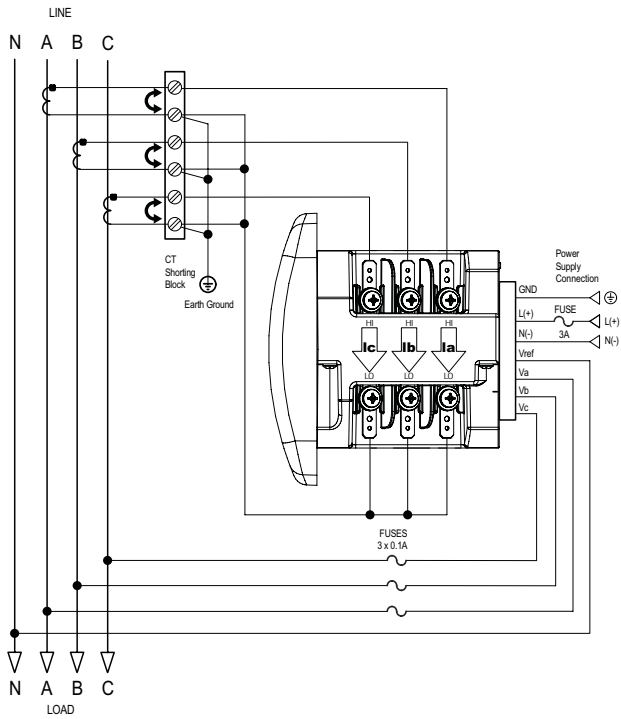 LINE
N A B C
CT
Shorting
Block
Earth Ground
Power
Supply
Connection
GND
L(+) FUSE L(+)
N(-) 3A N(-)
Vref
Va
Vb
Vc
HI HI HI
Ic Ib Ia
LO LO LO
FUSES
3 x 0.1A
N A B C
LOAD